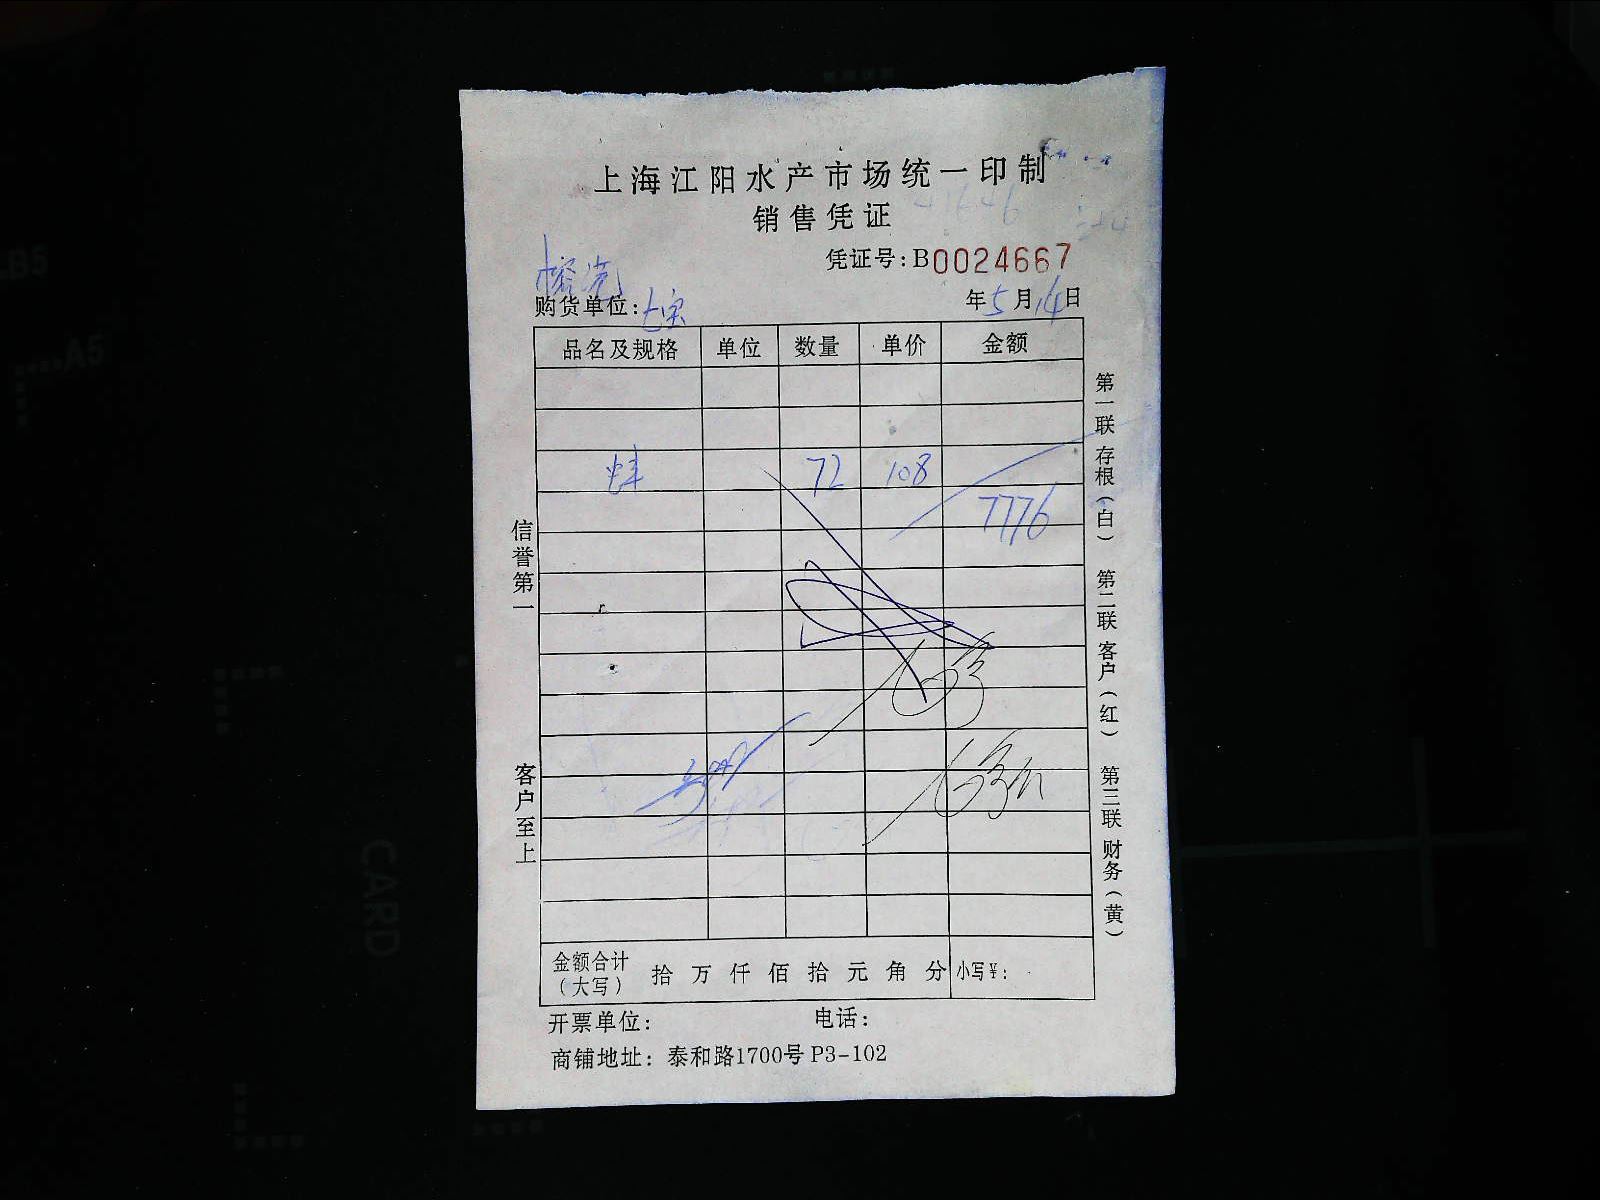 上海江阳水产市场统一印制
销售凭证
凭证号:B0024667
购货单位:七宝
年5月14日
品名及规格 单位 数量 单价 金额
蚌 72 108
7776
信誉第一
客户至上
第一联 存根(白) 第二联 客户(红) 第三联 财务(黄)
金额合计(大写) 拾万仟佰拾元角分 小写¥:
开票单位: 电话:
商铺地址:泰和路1700号P3-102